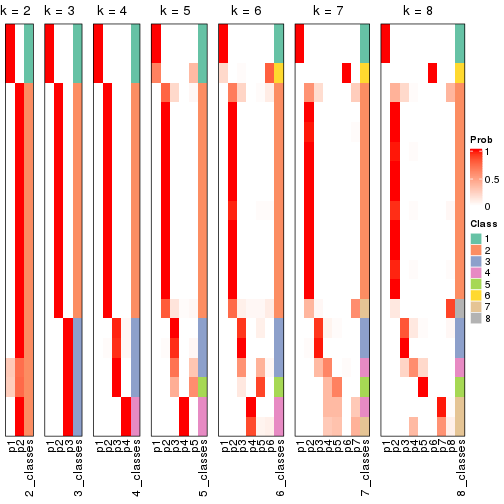 k = 2 k = 3 k = 4 k = 5 k = 6 k = 7 k = 8
Prob
1
0.5
0
Class
1
2
3
4
5
6
7
8
p1 p2 2_classes
p1 p2 p3 3_classes
p1 p2 p3 p4 4_classes
p1 p2 p3 p4 p5 5_classes
p1 p2 p3 p4 p5 p6 6_classes
p1 p2 p3 p4 p5 p6 p7 7_classes
p1 p2 p3 p4 p5 p6 p7 p8 8_classes